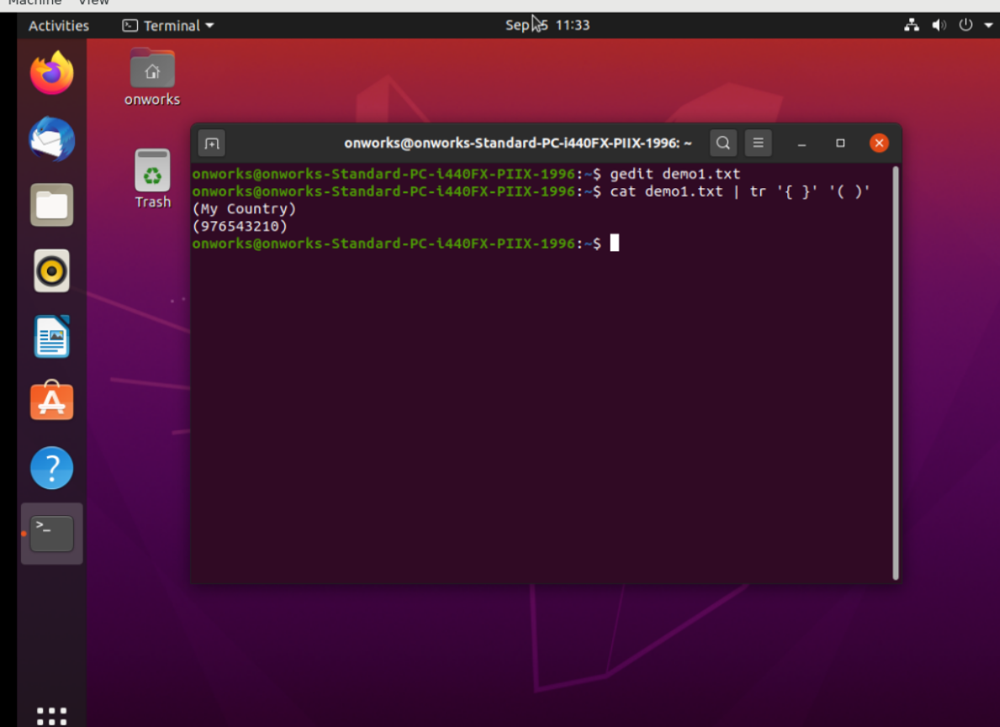 Machine View
Activities
Terminal
Sep 5 11:33
onworks
Trash
onworks@onworks-Standard-PC-i440FX-PIIX-1996: ~
onworks@onworks-Standard-PC-i440FX-PIIX-1996:~$ gedit demo1.txt
onworks@onworks-Standard-PC-i440FX-PIIX-1996:~$ cat demo1.txt | tr '{ }' '( )'
(My Country)
(976543210)
onworks@onworks-Standard-PC-i440FX-PIIX-1996:~$